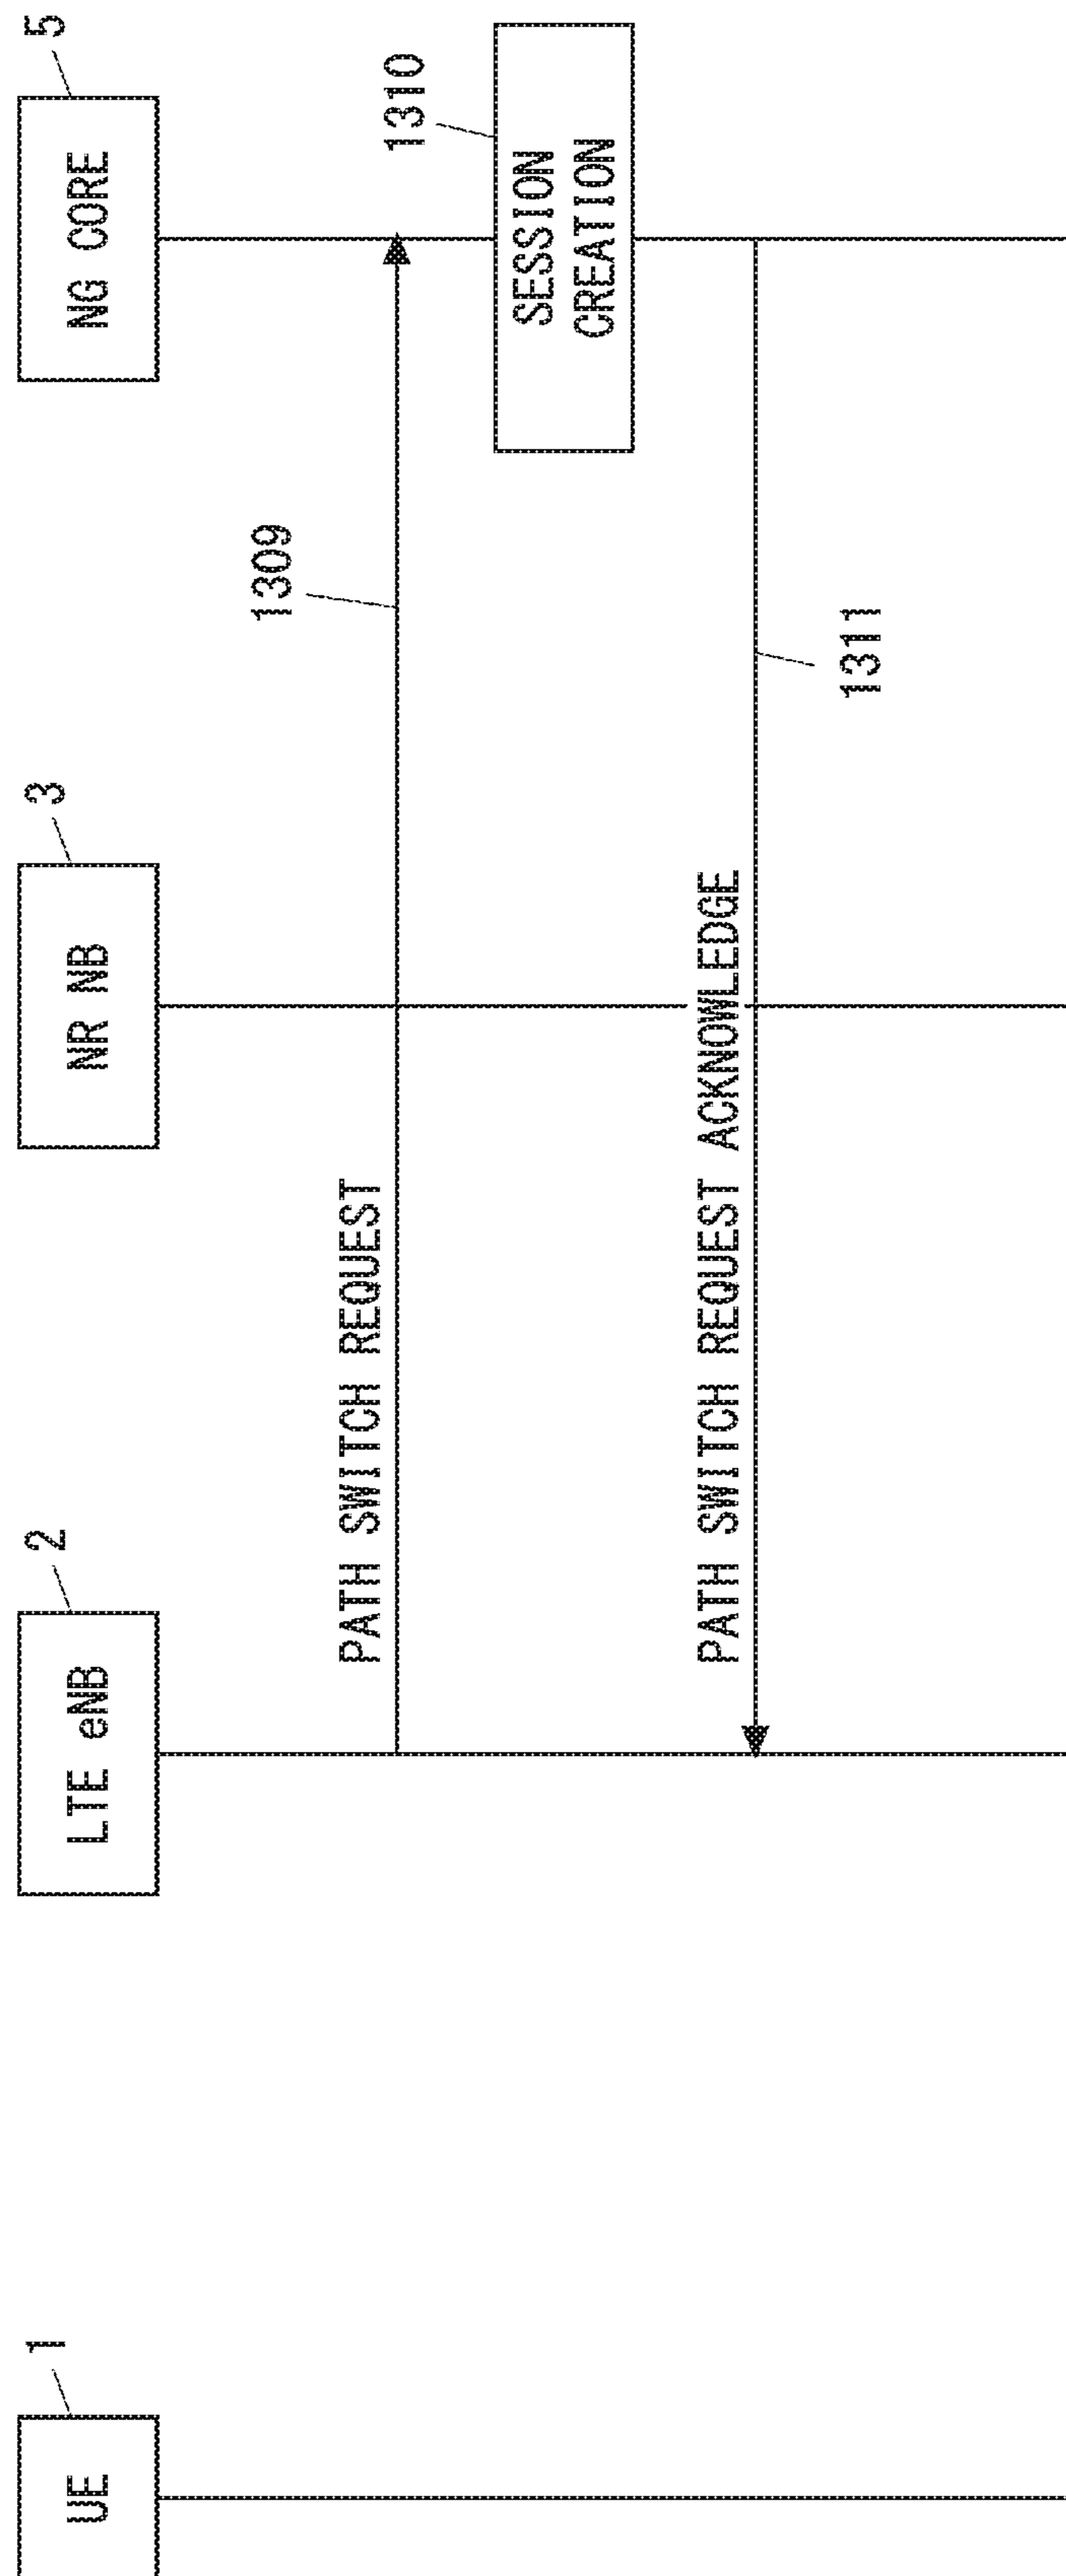 UE
1
LTE eNB
2
NR NB
3
NG CORE
5
PATH SWITCH REQUEST
1309
SESSION
CREATION
1310
PATH SWITCH REQUEST ACKNOWLEDGE
1311